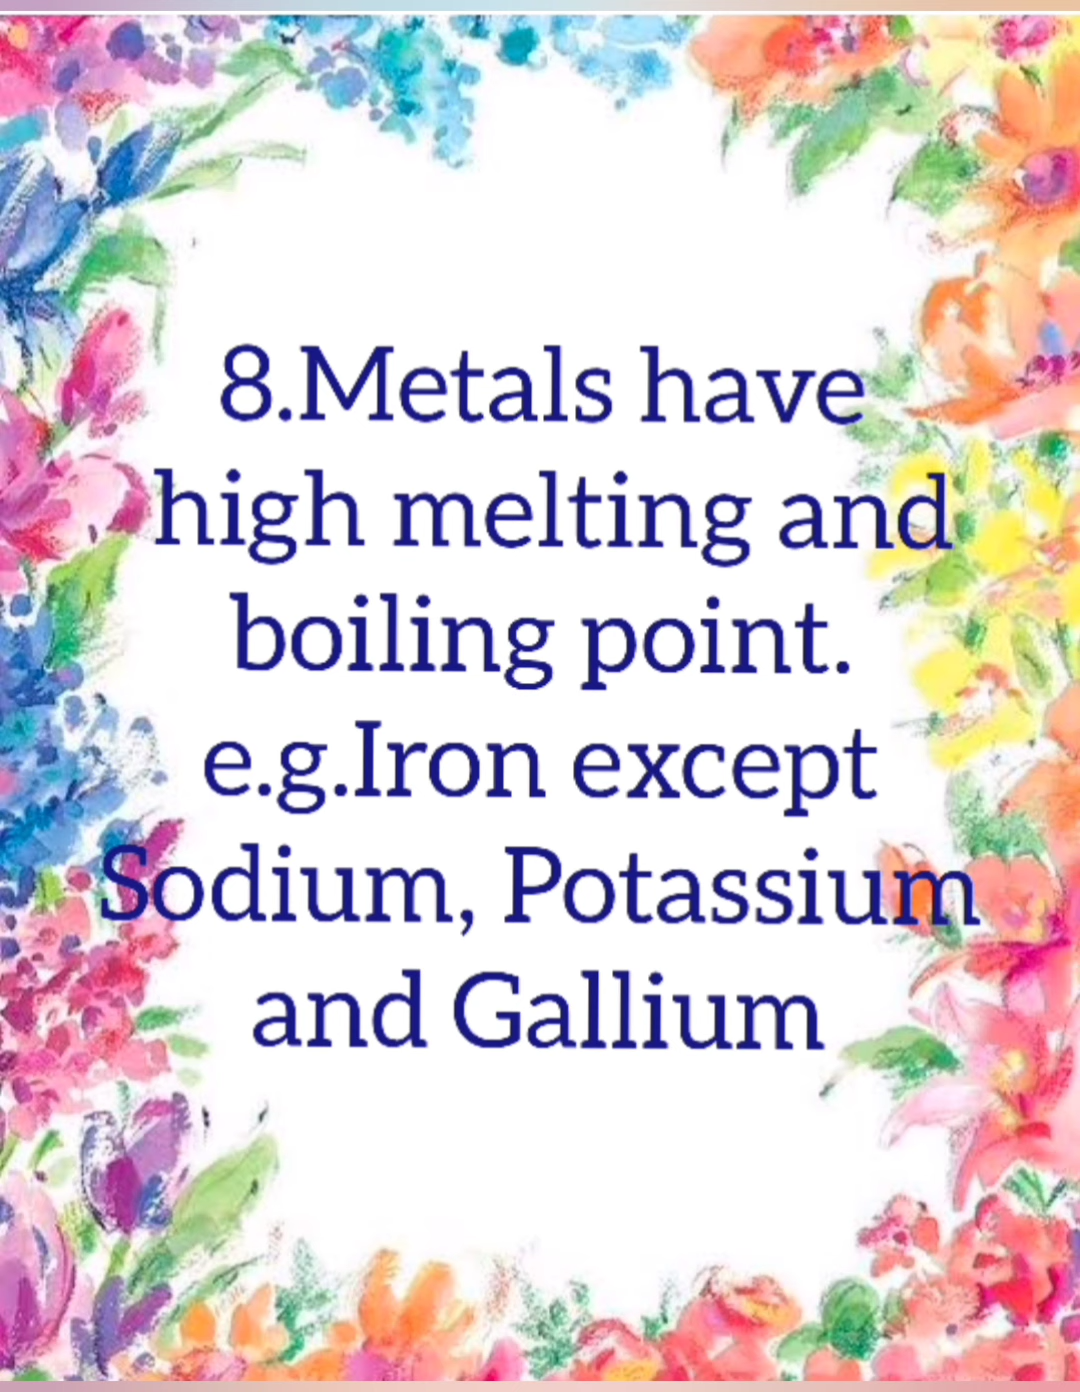 8.Metals have
high melting and
boiling point.
e.g.Iron except
Sodium, Potassium
and Gallium